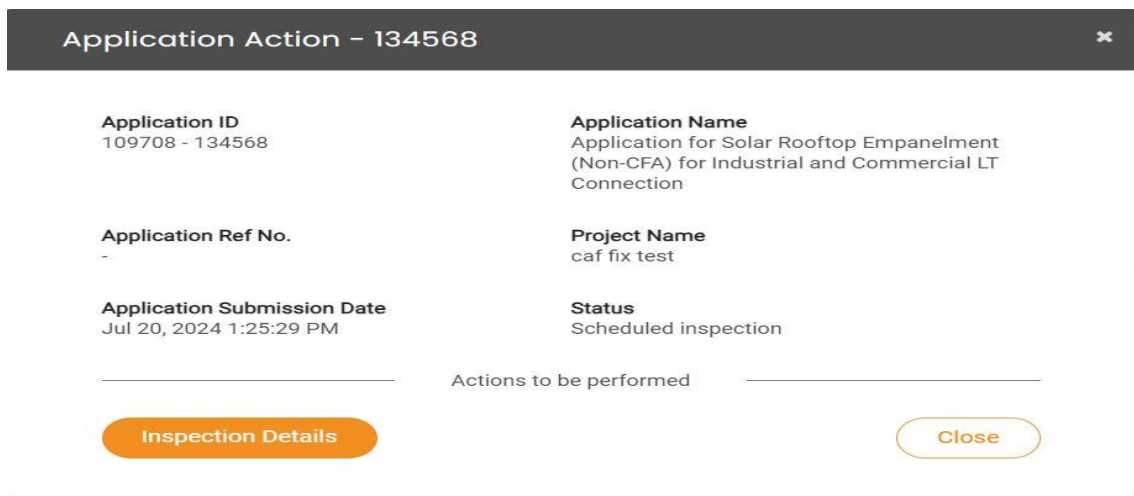 Application Action - 134568
Application ID
109708 - 134568
Application Name
Application for Solar Rooftop Empanelment
(Non-CFA) for Industrial and Commercial LT
Connection
Application Ref No.
-
Project Name
caf fix test
Application Submission Date
Jul 20, 2024 1:25:29 PM
Status
Scheduled inspection
Actions to be performed
Inspection Details
Close